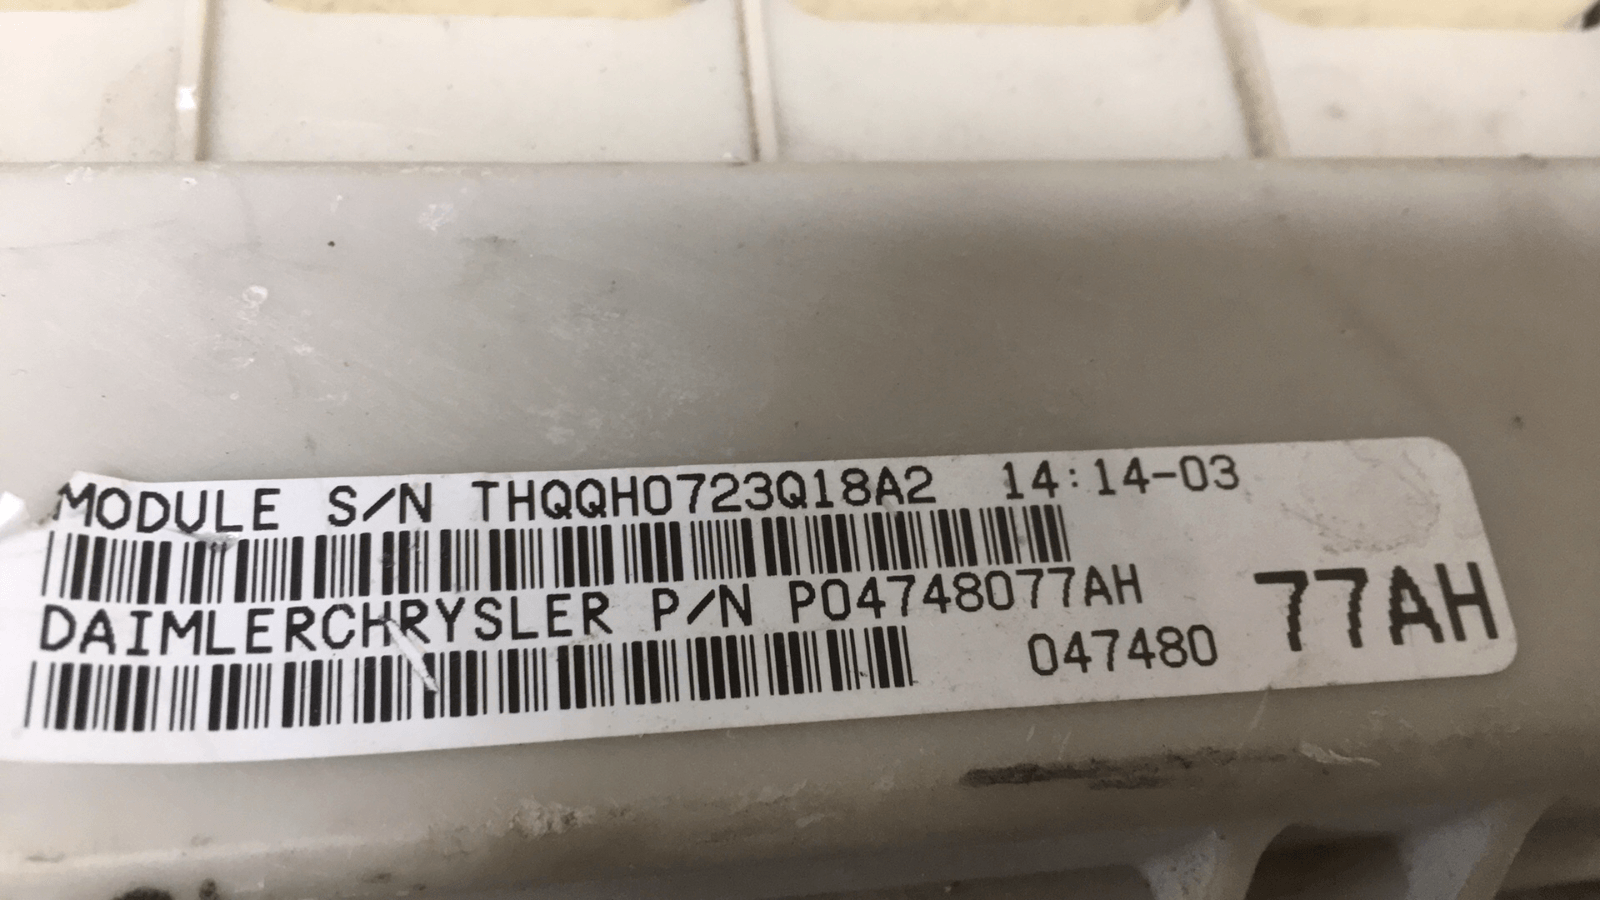 MODULE S/N THQQH0723Q18A2 14:14-03
DAIMLERCHRYSLER P/N P04748077AH
047480 77AH